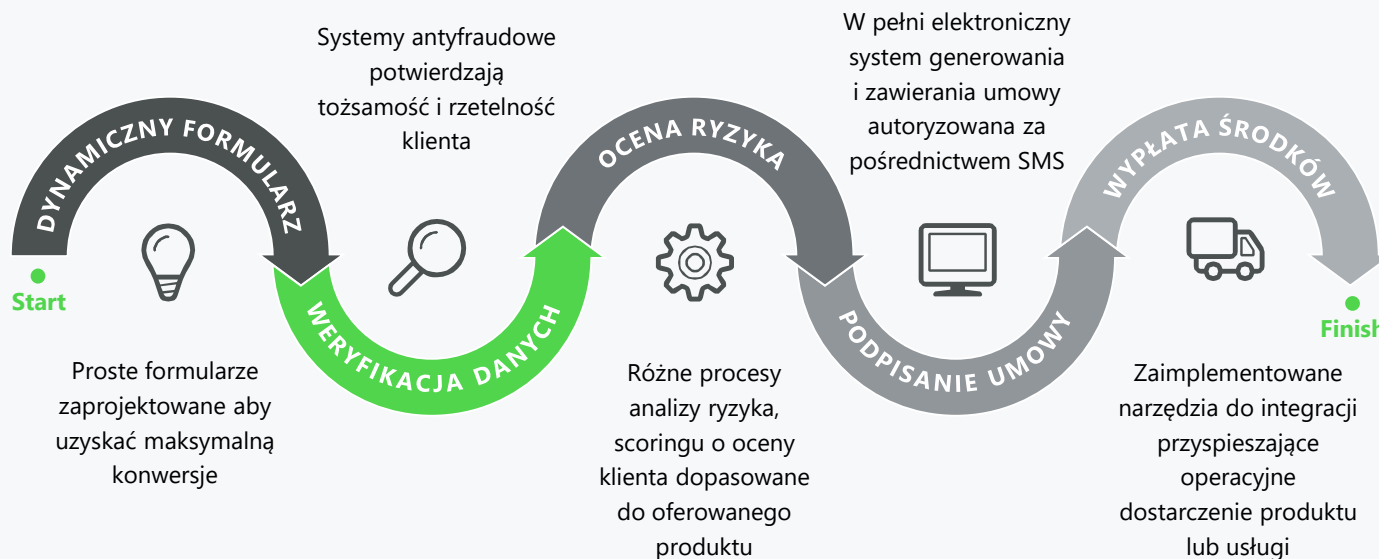 Start
DYNAMICZNY FORMULARZ
Proste formularze
zaprojektowane aby
uzyskać maksymalną
konwersje
Systemy antyfraudowe
potwierdzają
tożsamość i rzetelność
klienta
WERYFIKACJA DANYCH
OCENA RYZYKA
Różne procesy
analizy ryzyka,
scoringu o oceny
klienta dopasowane
do oferowanego
produktu
W pełni elektroniczny
system generowania
i zawierania umowy
autoryzowana za
pośrednictwem SMS
PODPISANIE UMOWY
WYPŁATA ŚRODKÓW
Zaimplementowane
narzędzia do integracji
przyspieszające
operacyjne
dostarczenie produktu
lub usługi
Finish